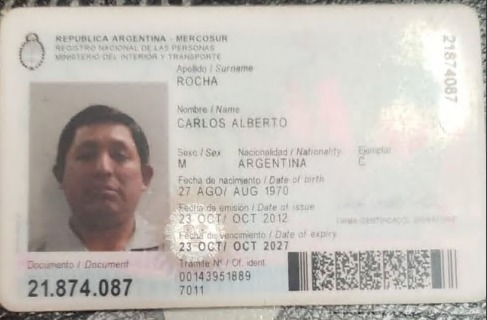 REPUBLICA ARGENTINA - MERCOSUR
REGISTRO NACIONAL DE LAS PERSONAS
MINISTERIO DEL INTERIOR Y TRANSPORTE
Apellido / Surname
ROCHA
Nombre / Name
CARLOS ALBERTO
Sexo / Sex Nacionalidad / Nationality Ejemplar
M ARGENTINA C
Fecha de nacimiento / Date of birth
27 AGO/ AUG 1970
Fecha de emisión / Date of issue
23 OCT/ OCT 2012
FIRMA IDENTIFICADO / SIGNATURE
Fecha de vencimiento / Date of expiry
23 OCT/ OCT 2027
Documento / Document
21.874.087
Tramite N° / Of. ident.
00143951889
7011
21874087